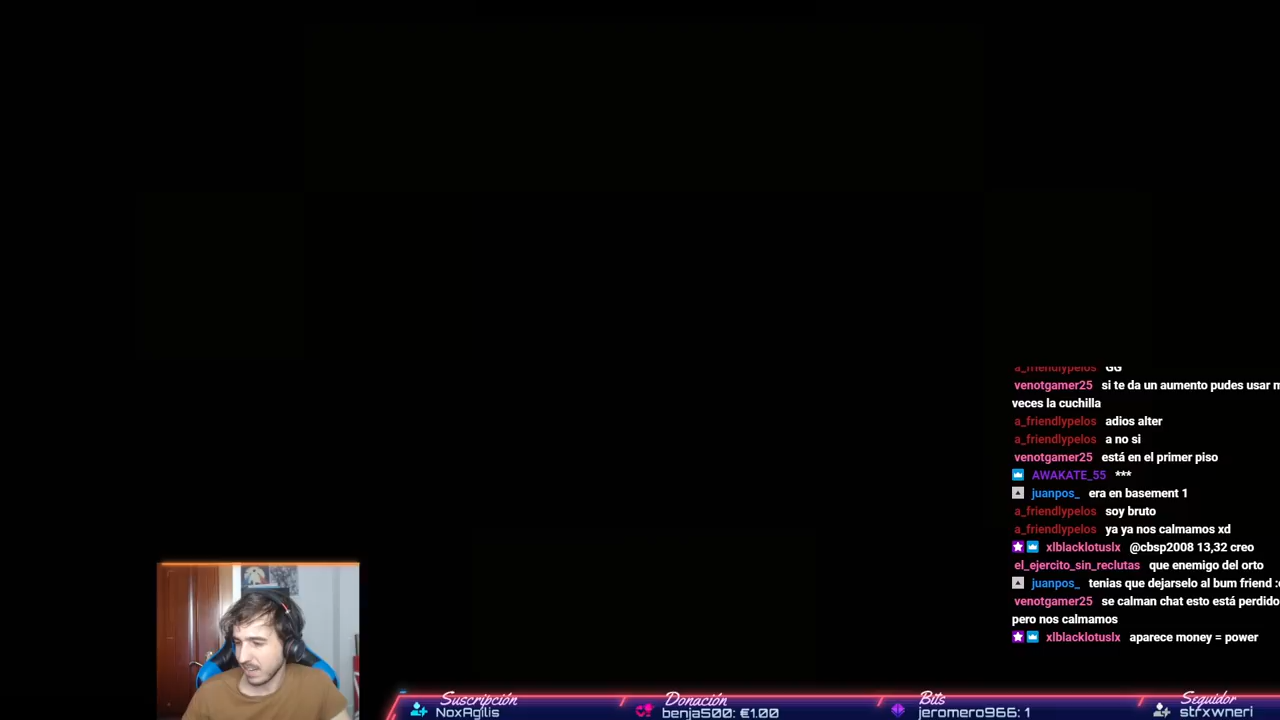 a_friendlypelos GG
venotgamer25 si te da un aumento pudes usar m
veces la cuchilla
a_friendlypelos adios alter
a_friendlypelos a no si
venotgamer25 está en el primer piso
AWAKATE_55 ***
juanpos_ era en basement 1
a_friendlypelos soy bruto
a_friendlypelos ya ya nos calmamos xd
xlblacklotuslx @cbsp2008 13,32 creo
el_ejercito_sin_reclutas que enemigo del orto
juanpos_ tenias que dejarselo al bum friend :
venotgamer25 se calman chat esto está perdido
pero nos calmamos
xlblacklotuslx aparece money = power
Suscripción
NoxAgilis
Donación
benja500: €1.00
Bits
jeromero966: 1
Seguidor
strxwneri